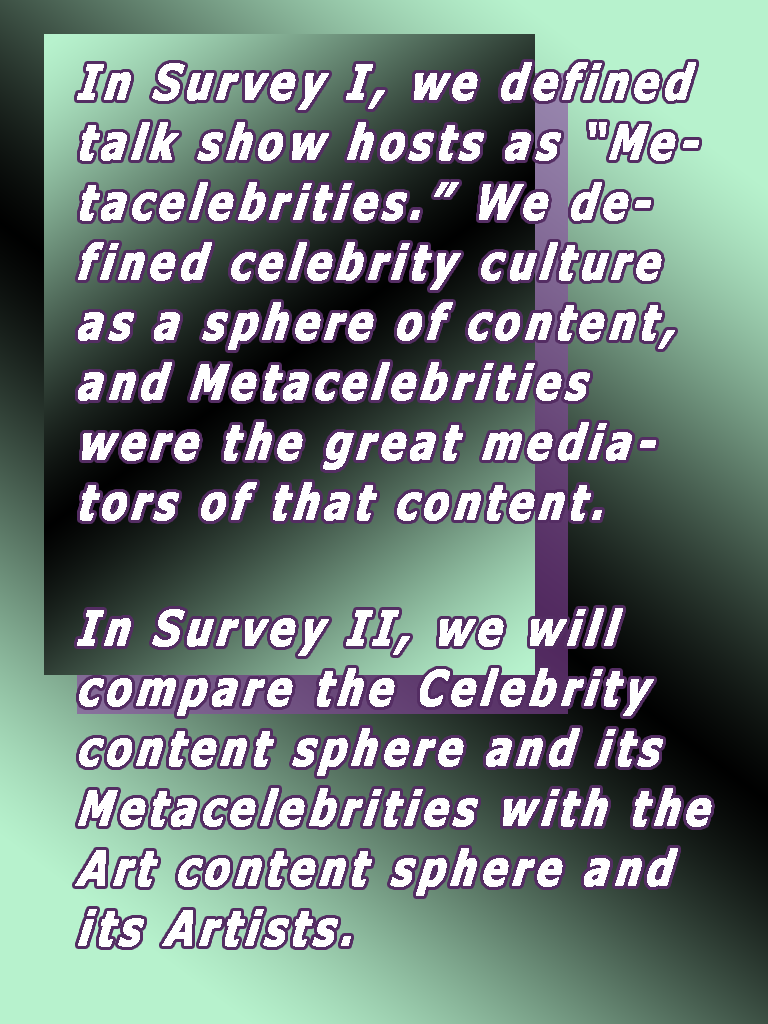 In Survey I, we defined
talk show hosts as “Me-
tacelebrities.” We de-
fined celebrity culture
as a sphere of content,
and Metacelebrities
were the great media-
tors of that content.
In Survey II, we will
compare the Celebrity
content sphere and its
Metacelebrities with the
Art content sphere and
its Artists.